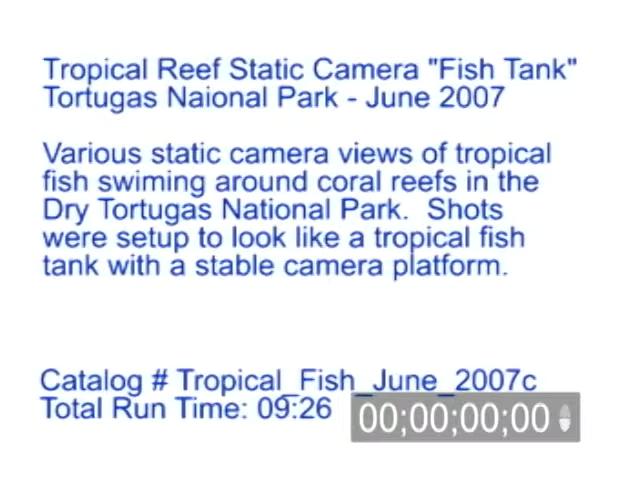 Tropical Reef Static Camera "Fish Tank"
Tortugas Naional Park - June 2007
Various static camera views of tropical
fish swiming around coral reefs in the
Dry Tortugas National Park.  Shots
were setup to look like a tropical fish
tank with a stable camera platform.
Catalog # Tropical_Fish_June_2007c
Total Run Time: 09:26
00;00;00;00